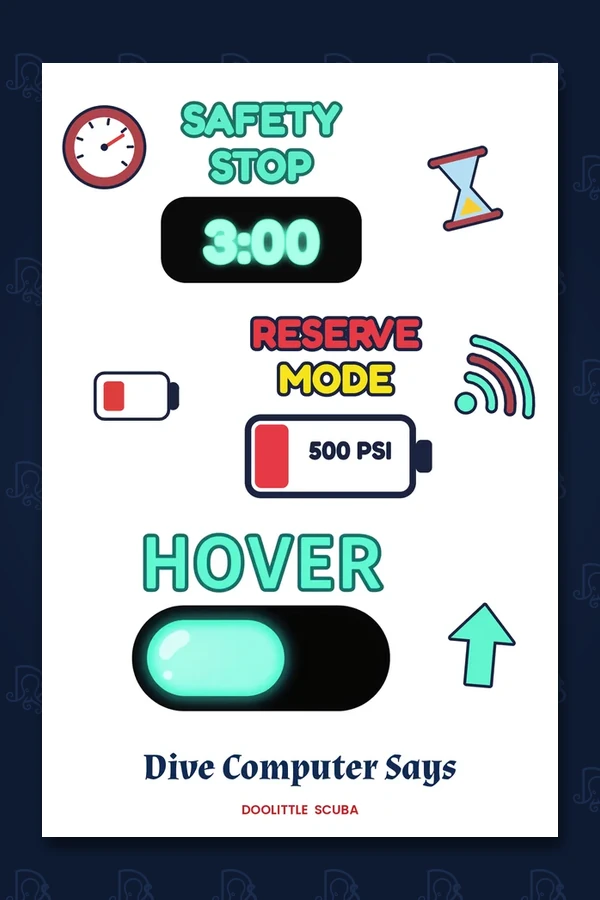 SAFETY
STOP
3:00
RESERVE
MODE
500 PSI
HOVER
Dive Computer Says
DOOLITTLE SCUBA